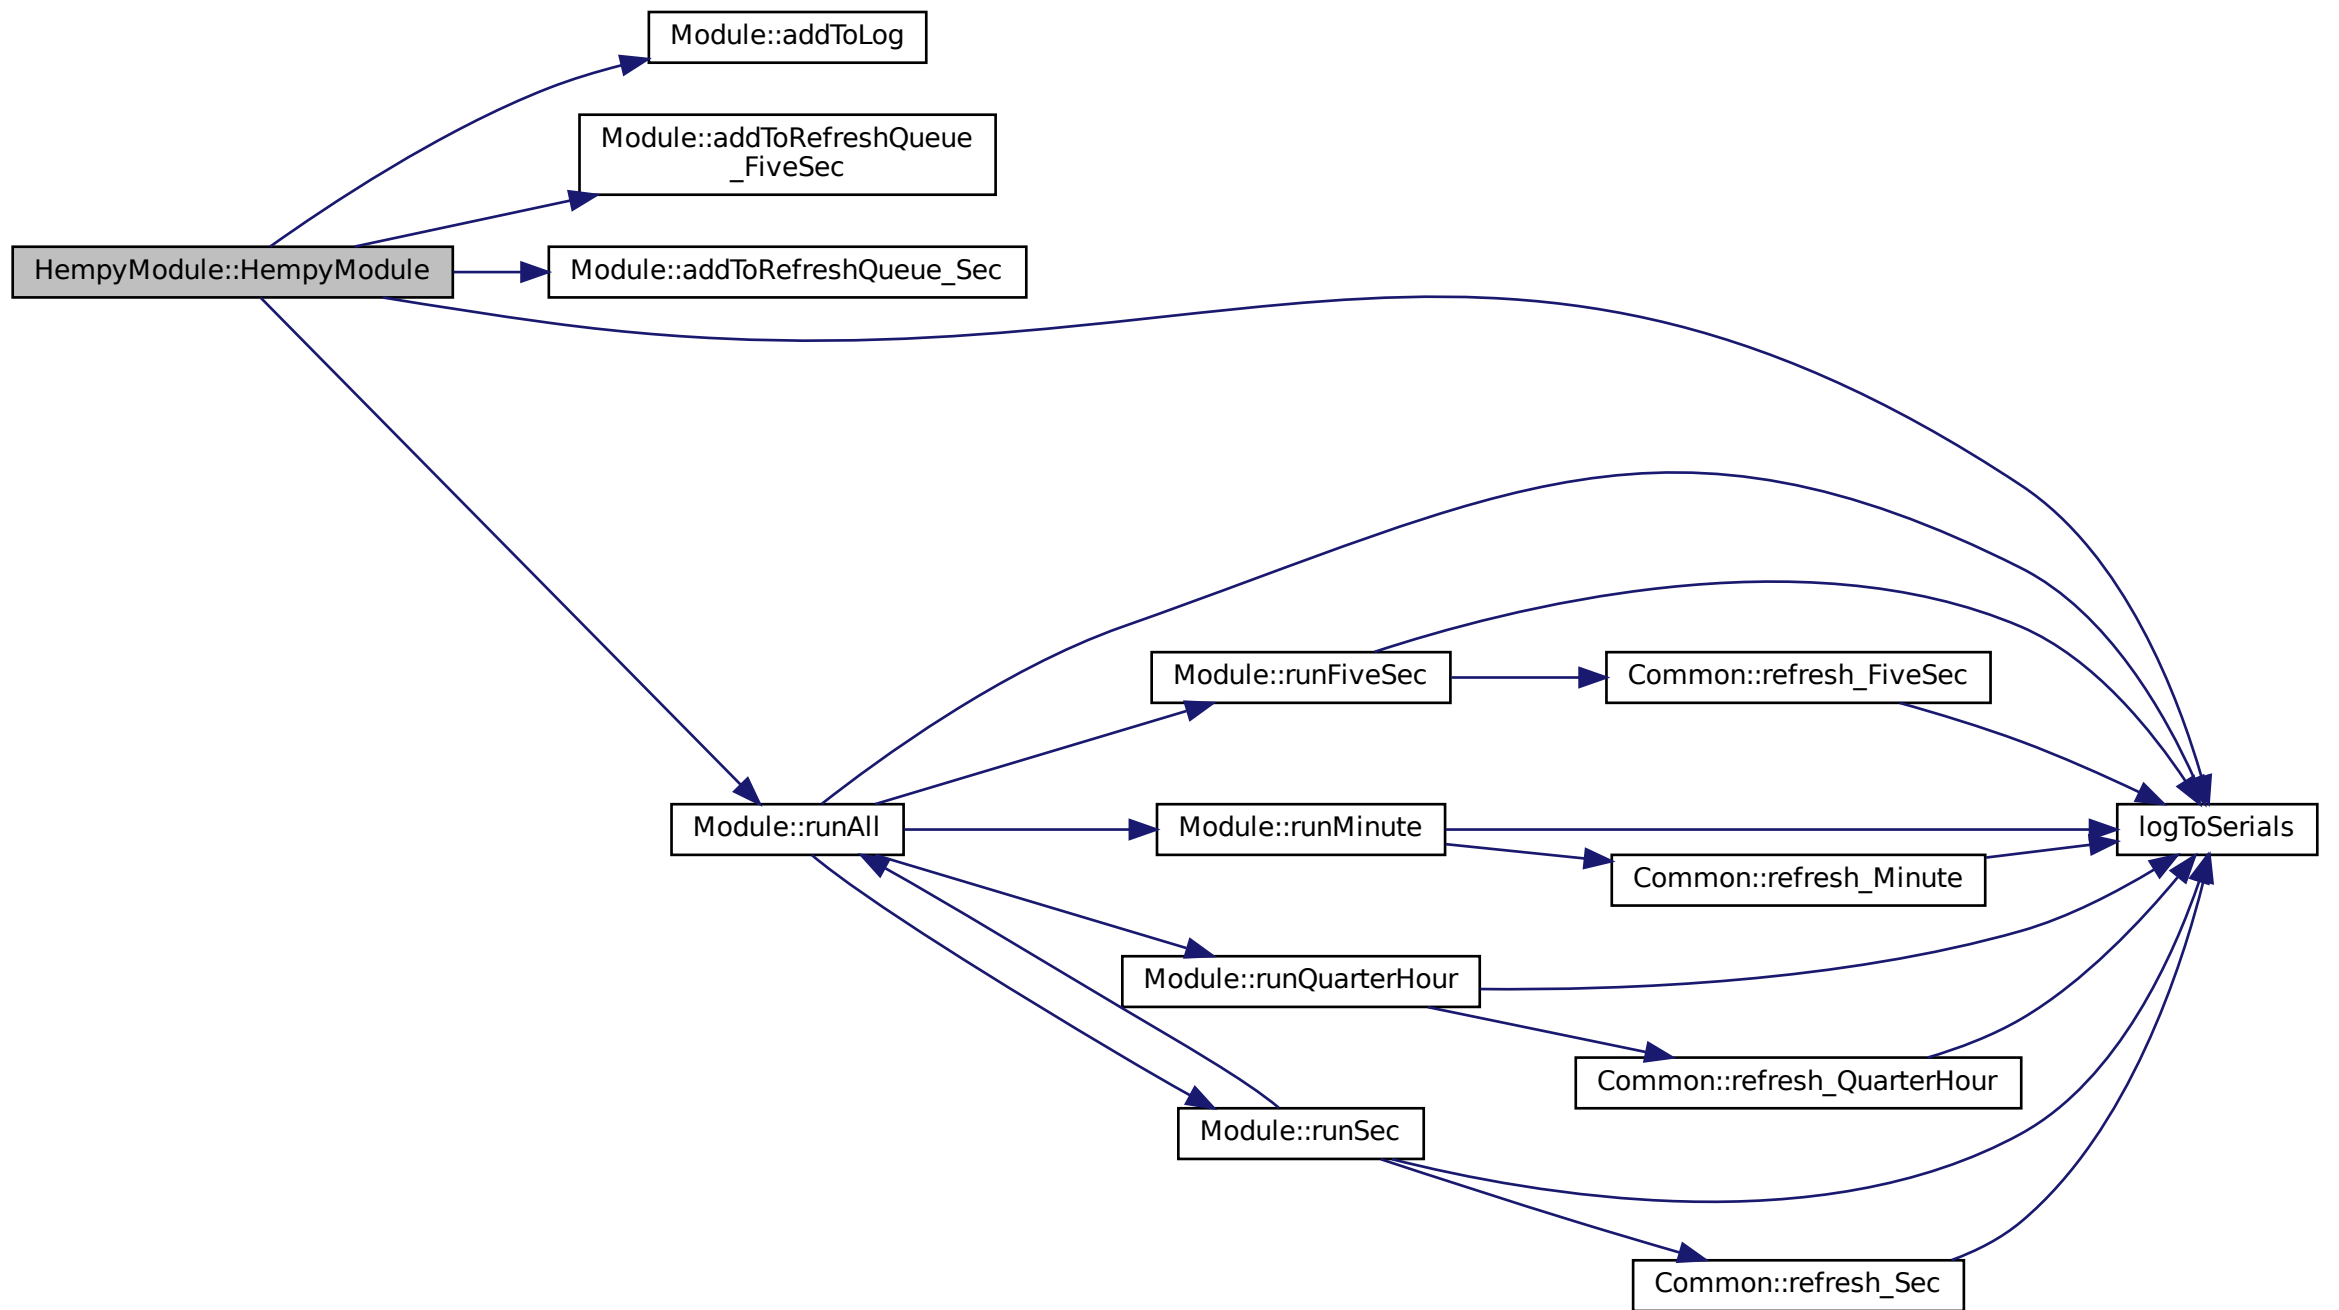 Module::addToLog
Module::addToRefreshQueue
_FiveSec
HempyModule::HempyModule
Module::addToRefreshQueue_Sec
Module::runFiveSec
Common::refresh_FiveSec
Module::runAll
Module::runMinute
logToSerials
Common::refresh_Minute
Module::runQuarterHour
Common::refresh_QuarterHour
Module::runSec
Common::refresh_Sec